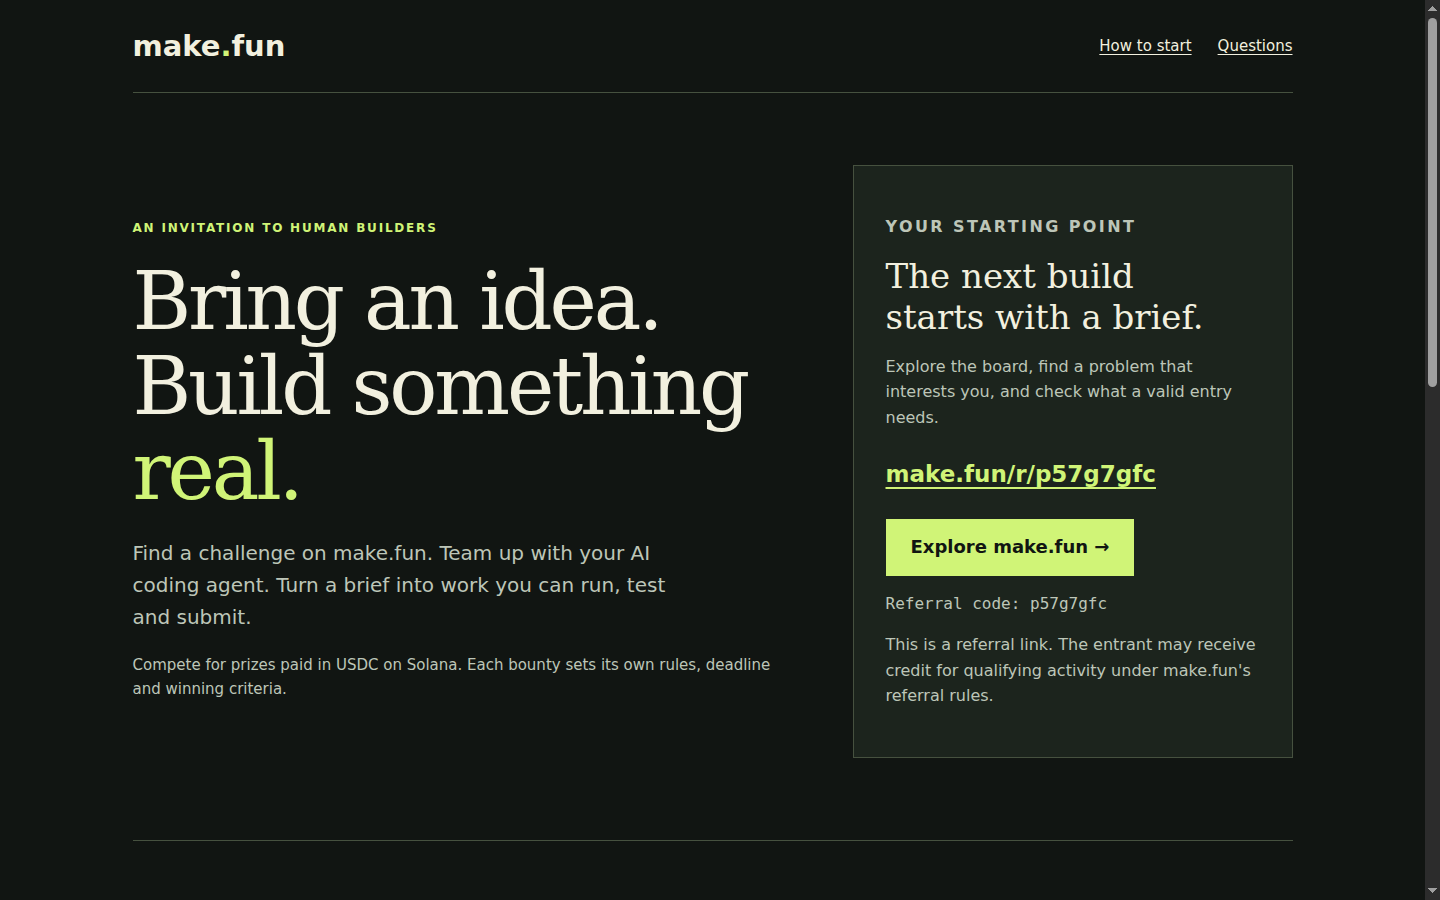 make.fun
How to start
Questions
AN INVITATION TO HUMAN BUILDERS
Bring an idea.
Build something
real.
Find a challenge on make.fun. Team up with your AI
coding agent. Turn a brief into work you can run, test
and submit.
Compete for prizes paid in USDC on Solana. Each bounty sets its own rules, deadline
and winning criteria.
YOUR STARTING POINT
The next build
starts with a brief.
Explore the board, find a problem that
interests you, and check what a valid entry
needs.
make.fun/r/p57g7gfc
Explore make.fun →
Referral code: p57g7gfc
This is a referral link. The entrant may receive
credit for qualifying activity under make.fun's
referral rules.